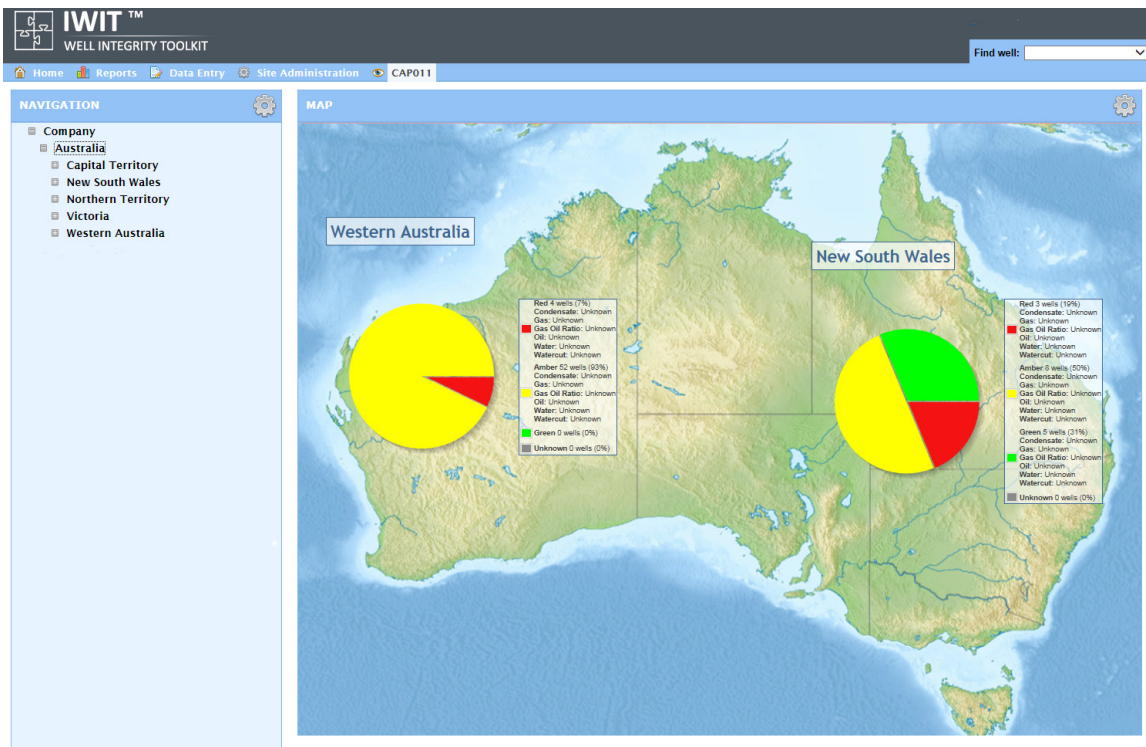 IWIT ™
WELL INTEGRITY TOOLKIT
Find well:
Home Reports Data Entry Site Administration CAP011
NAVIGATION
Company
Australia
Capital Territory
New South Wales
Northern Territory
Victoria
Western Australia
MAP
Western Australia
Red 4 wells (7%)
Condensate: Unknown
Gas: Unknown
Gas Oil Ratio: Unknown
Oil: Unknown
Water: Unknown
Watercut: Unknown
Amber 52 wells (93%)
Condensate: Unknown
Gas: Unknown
Gas Oil Ratio: Unknown
Oil: Unknown
Water: Unknown
Watercut: Unknown
Green 0 wells (0%)
Unknown 0 wells (0%)
New South Wales
Red 3 wells (19%)
Condensate: Unknown
Gas: Unknown
Gas Oil Ratio: Unknown
Oil: Unknown
Water: Unknown
Watercut: Unknown
Amber 8 wells (50%)
Condensate: Unknown
Gas: Unknown
Gas Oil Ratio: Unknown
Oil: Unknown
Water: Unknown
Watercut: Unknown
Green 5 wells (31%)
Condensate: Unknown
Gas: Unknown
Gas Oil Ratio: Unknown
Oil: Unknown
Water: Unknown
Watercut: Unknown
Unknown 0 wells (0%)